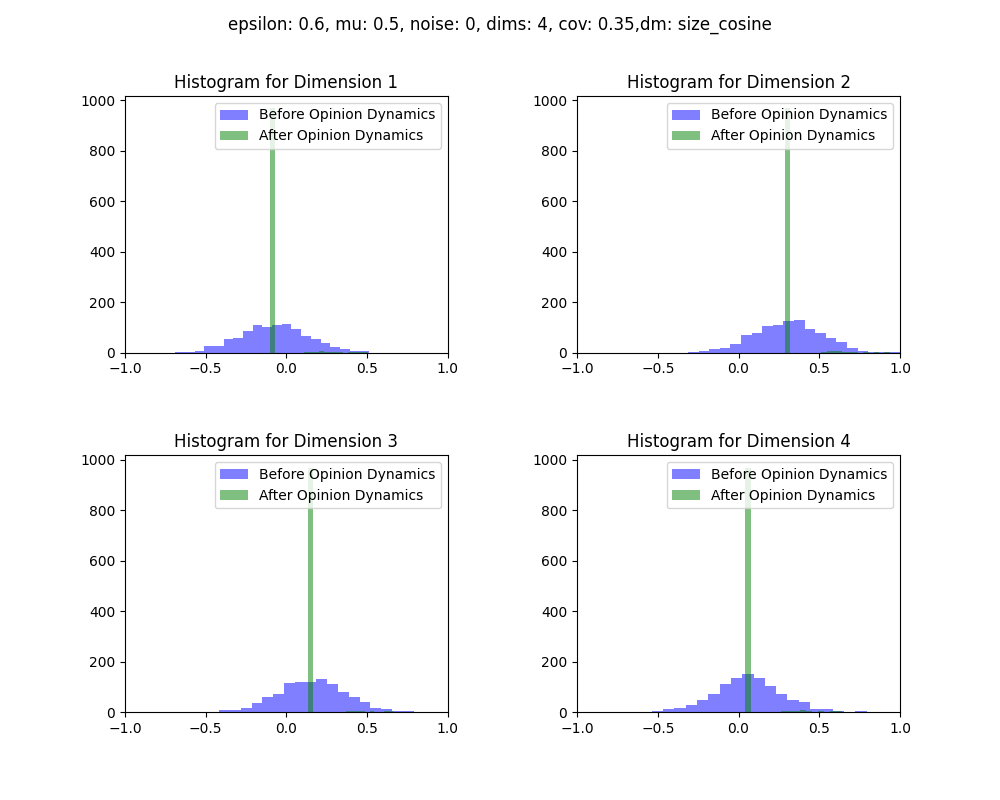 epsilon: 0.6, mu: 0.5, noise: 0, dims: 4, cov: 0.35,dm: size_cosine
Histogram for Dimension 1
Before Opinion Dynamics
After Opinion Dynamics
1000
800
600
400
200
0
−1.0 −0.5 0.0 0.5 1.0
Histogram for Dimension 2
Before Opinion Dynamics
After Opinion Dynamics
1000
800
600
400
200
0
−1.0 −0.5 0.0 0.5 1.0
Histogram for Dimension 3
Before Opinion Dynamics
After Opinion Dynamics
1000
800
600
400
200
0
−1.0 −0.5 0.0 0.5 1.0
Histogram for Dimension 4
Before Opinion Dynamics
After Opinion Dynamics
1000
800
600
400
200
0
−1.0 −0.5 0.0 0.5 1.0